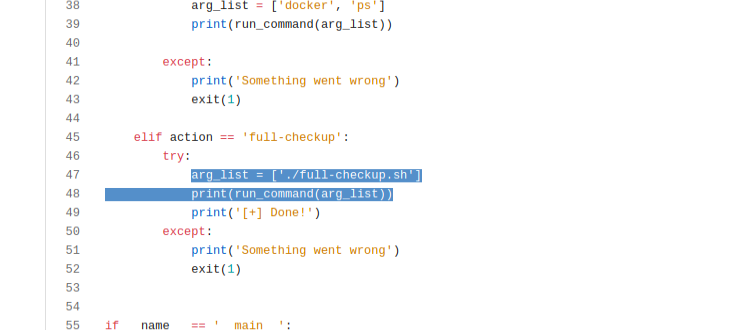 38 arg_list = ['docker', 'ps']
39 print(run_command(arg_list))
40
41 except:
42 print('Something went wrong')
43 exit(1)
44
45 elif action == 'full-checkup':
46 try:
47 arg_list = ['./full-checkup.sh']
48 print(run_command(arg_list))
49 print('[+] Done!')
50 except:
51 print('Something went wrong')
52 exit(1)
53
54
55 if __name__ == '__main__':